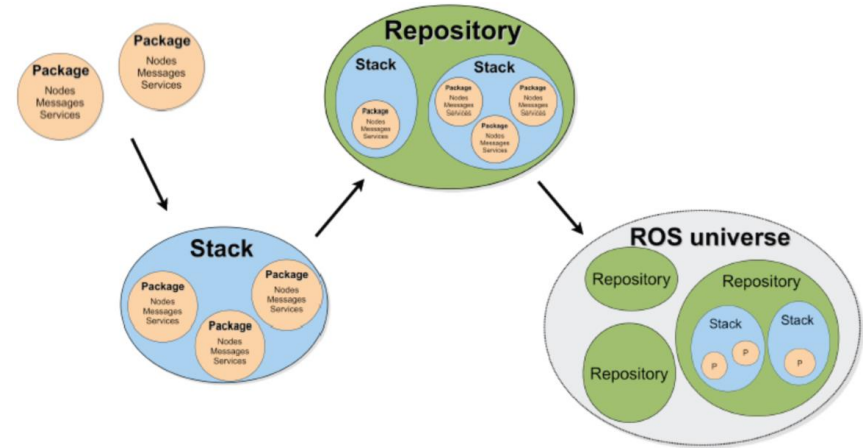 Package
Nodes
Messages
Services
Package
Nodes
Messages
Services
Stack
Package
Nodes
Messages
Services
Package
Nodes
Messages
Services
Package
Nodes
Messages
Services
Repository
Stack
Package
Nodes
Messages
Services
Stack
Package
Nodes
Messages
Services
Package
Nodes
Messages
Services
Package
Nodes
Messages
Services
ROS universe
Repository
Repository
Repository
Stack
P
P
Stack
P